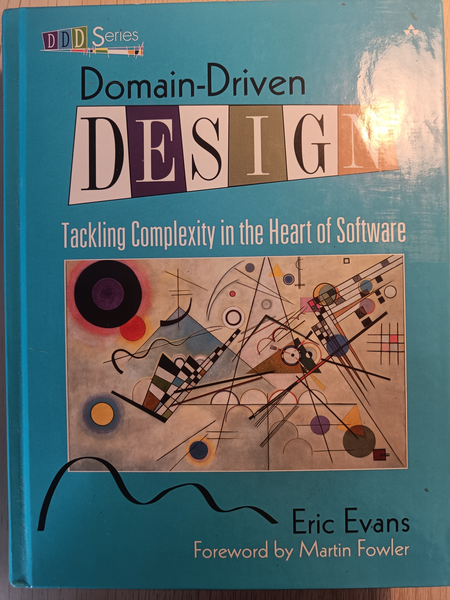 DDD Series
Domain-Driven
DESIGN
Tackling Complexity in the Heart of Software
Eric Evans
Foreword by Martin Fowler